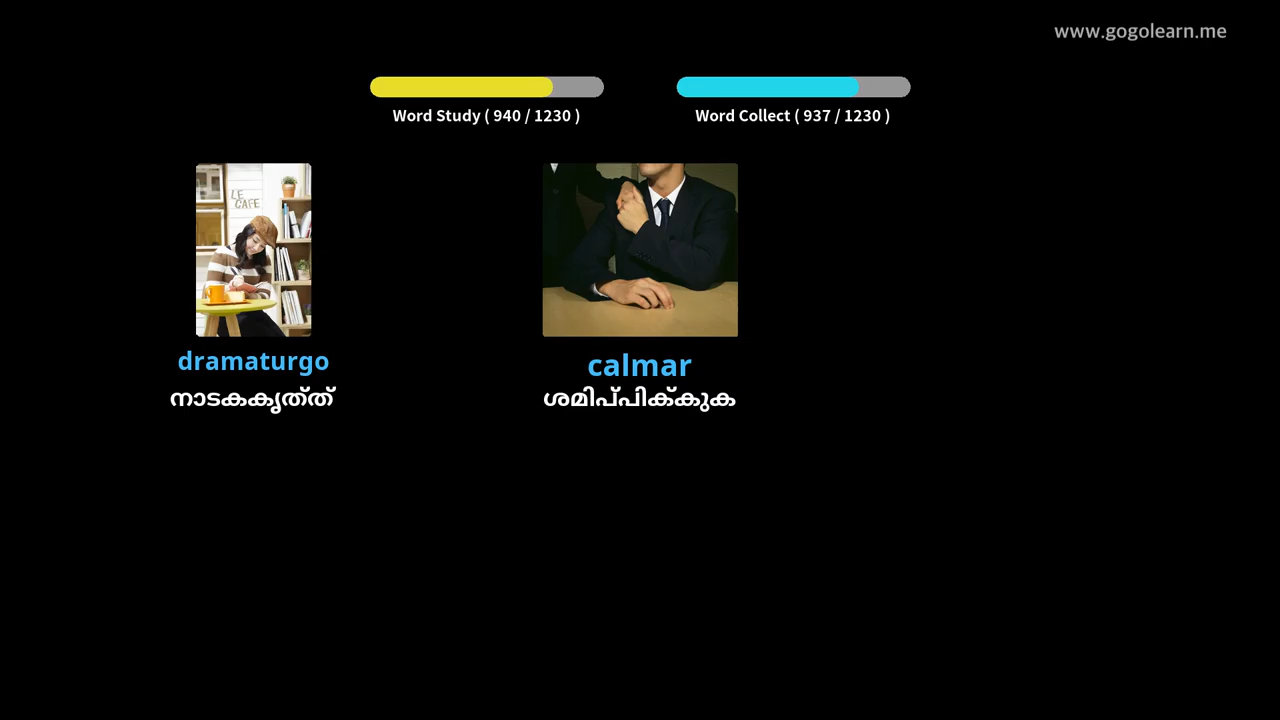 www.gogolearn.me
Word Study ( 940 / 1230 )
Word Collect ( 937 / 1230 )
LE
CAFE
dramaturgo
നാടകകൃത്ത്
calmar
ശമിപ്പിക്കുക